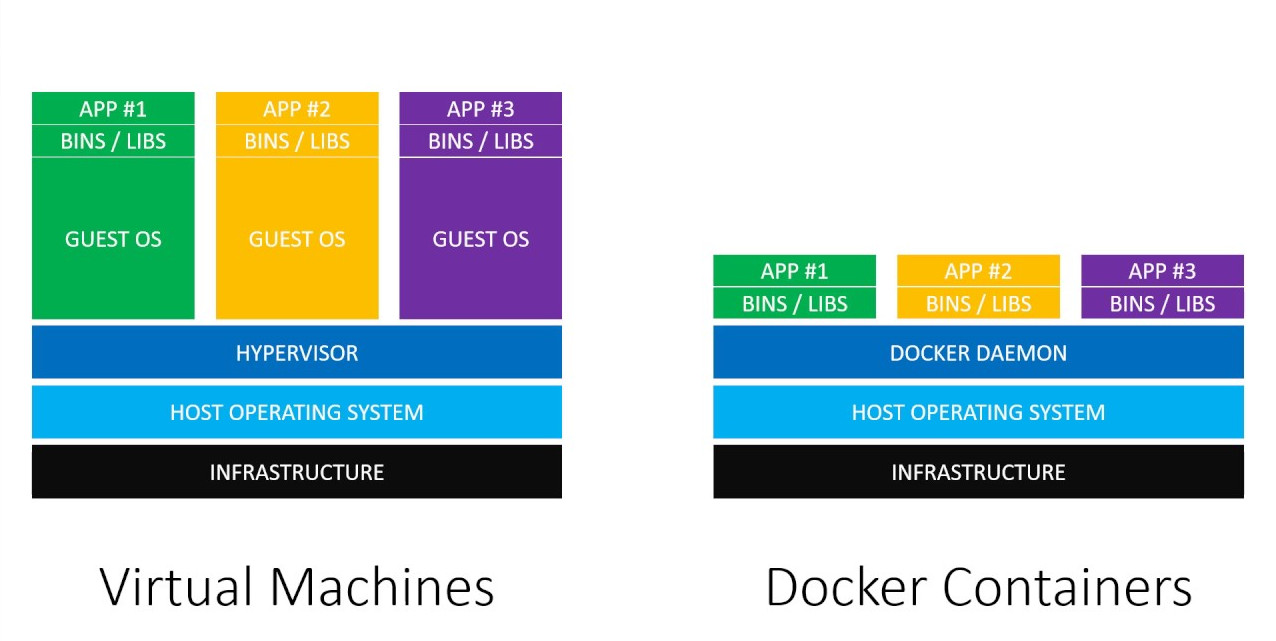 APP #1
BINS / LIBS
GUEST OS
APP #2
BINS / LIBS
GUEST OS
APP #3
BINS / LIBS
GUEST OS
HYPERVISOR
HOST OPERATING SYSTEM
INFRASTRUCTURE
Virtual Machines
APP #1
BINS / LIBS
APP #2
BINS / LIBS
APP #3
BINS / LIBS
DOCKER DAEMON
HOST OPERATING SYSTEM
INFRASTRUCTURE
Docker Containers